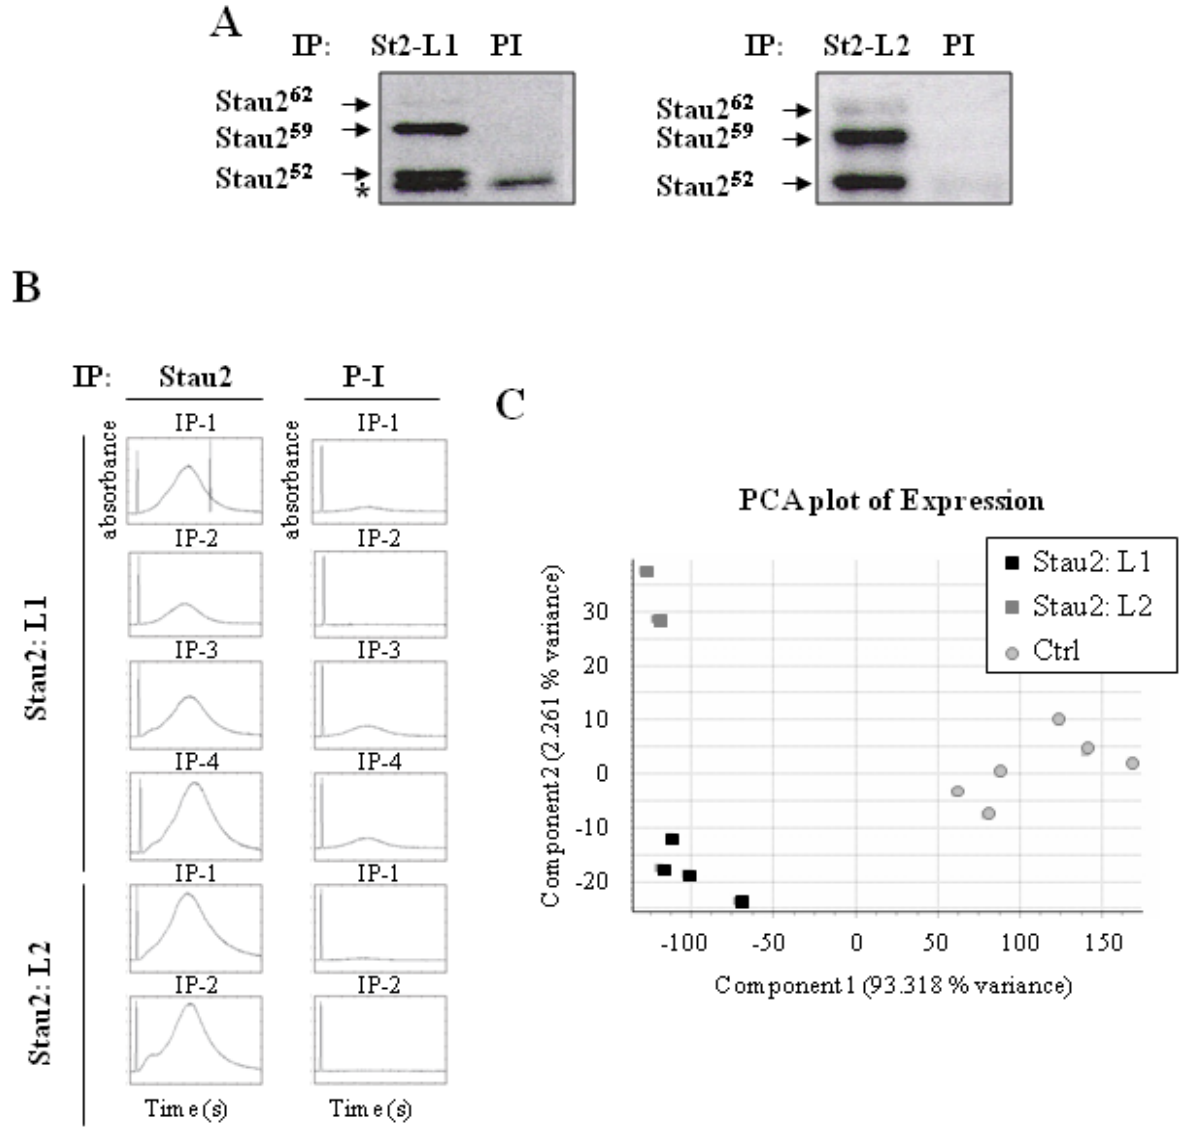 A
IP: St2-L1 PI
Stau2⁶²
Stau2⁵⁹
Stau2⁵²
*
IP: St2-L2 PI
Stau2⁶²
Stau2⁵⁹
Stau2⁵²
B
IP: Stau2 P-I
absorbance
absorbance
Stau2: L1
IP-1 IP-1
IP-2 IP-2
IP-3 IP-3
IP-4 IP-4
Stau2: L2
IP-1 IP-1
IP-2 IP-2
Time (s) Time (s)
C
PCA plot of Expression
Stau2: L1
Stau2: L2
Ctrl
Component 2 (2.261 % variance)
30
20
10
0
-10
-20
-100 -50 0 50 100 150
Component 1 (93.318 % variance)